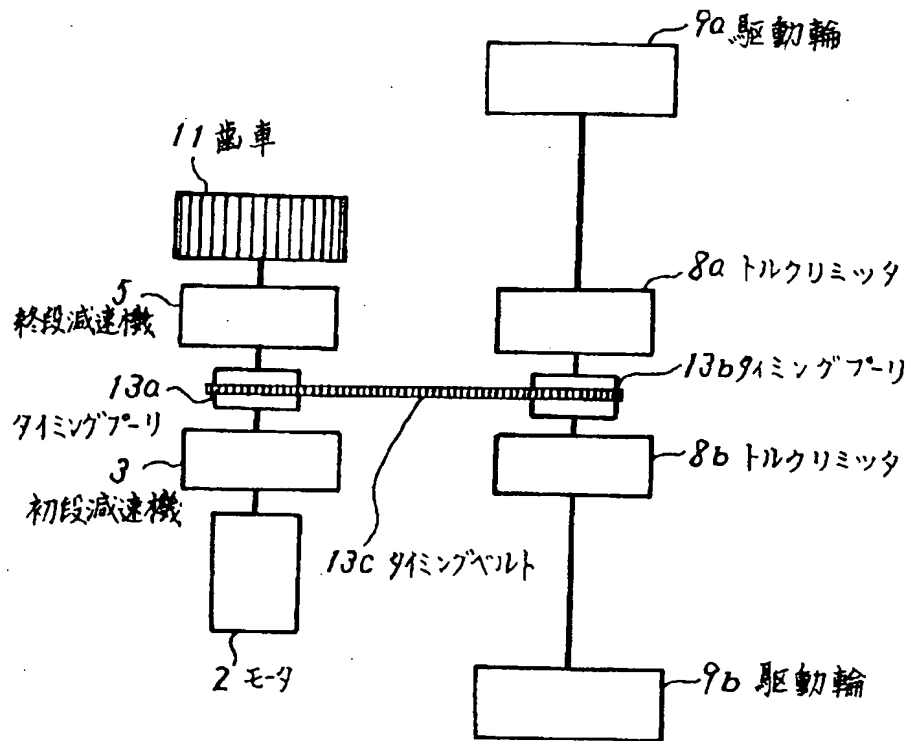 9a 駆動輪
11 歯車
8a トルクリミッタ
5
終段減速機
13a
タイミングプーリ
13b タイミングプーリ
3
初段減速機
8b トルクリミッタ
13c タイミングベルト
2 モータ
9b 駆動輪